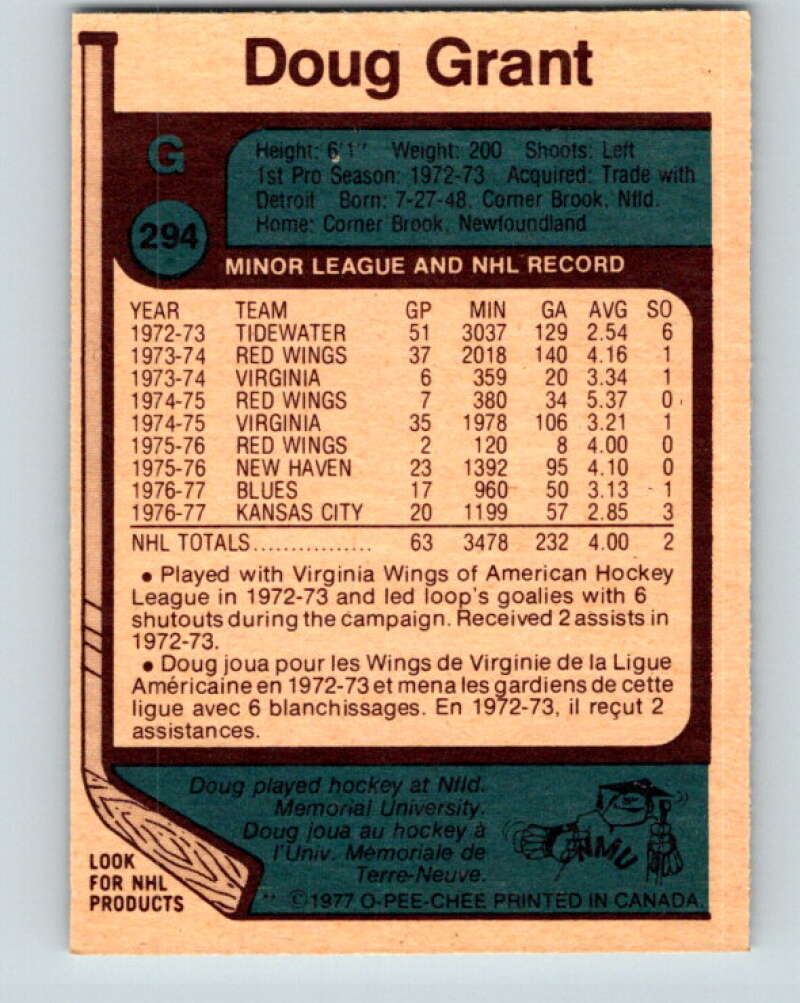 Doug Grant
G
294
Height: 6'1" Weight: 200 Shoots: Left
1st Pro Season: 1972-73 Acquired: Trade with
Detroit Born: 7-27-48, Corner Brook, Nfld.
Home: Corner Brook, Newfoundland
MINOR LEAGUE AND NHL RECORD
YEAR TEAM GP MIN GA AVG SO
1972-73 TIDEWATER 51 3037 129 2.54 6
1973-74 RED WINGS 37 2018 140 4.16 1
1973-74 VIRGINIA 6 359 20 3.34 1
1974-75 RED WINGS 7 380 34 5.37 0
1974-75 VIRGINIA 35 1978 106 3.21 1
1975-76 RED WINGS 2 120 8 4.00 0
1975-76 NEW HAVEN 23 1392 95 4.10 0
1976-77 BLUES 17 960 50 3.13 1
1976-77 KANSAS CITY 20 1199 57 2.85 3
NHL TOTALS................ 63 3478 232 4.00 2
• Played with Virginia Wings of American Hockey
League in 1972-73 and led loop's goalies with 6
shutouts during the campaign. Received 2 assists in
1972-73.
• Doug joua pour les Wings de Virginie de la Ligue
Américaine en 1972-73 et mena les gardiens de cette
ligue avec 6 blanchissages. En 1972-73, il reçut 2
assistances.
Doug played hockey at Nfld.
Memorial University.
Doug joua au hockey à
l'Univ. Mémoriale de
Terre-Neuve.
NMU
LOOK
FOR NHL
PRODUCTS
** ©1977 O-PEE-CHEE PRINTED IN CANADA.